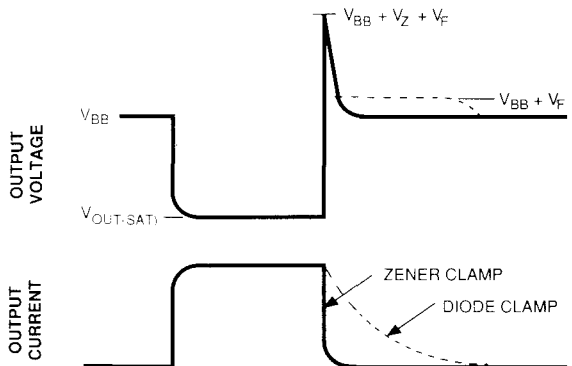 V_BB + V_Z + V_F
V_BB + V_F
V_BB
OUTPUT
VOLTAGE
V_OUT(SAT)
ZENER CLAMP
DIODE CLAMP
OUTPUT
CURRENT